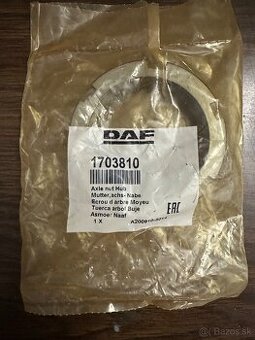 DAF
1703810
Axle nut Hub
Mutter,achs- Nabe
Ecrou d arbre Moyeu
Tuerca arbol Buje
Asmoer Naaf
1 X
EAC
bazos.sk